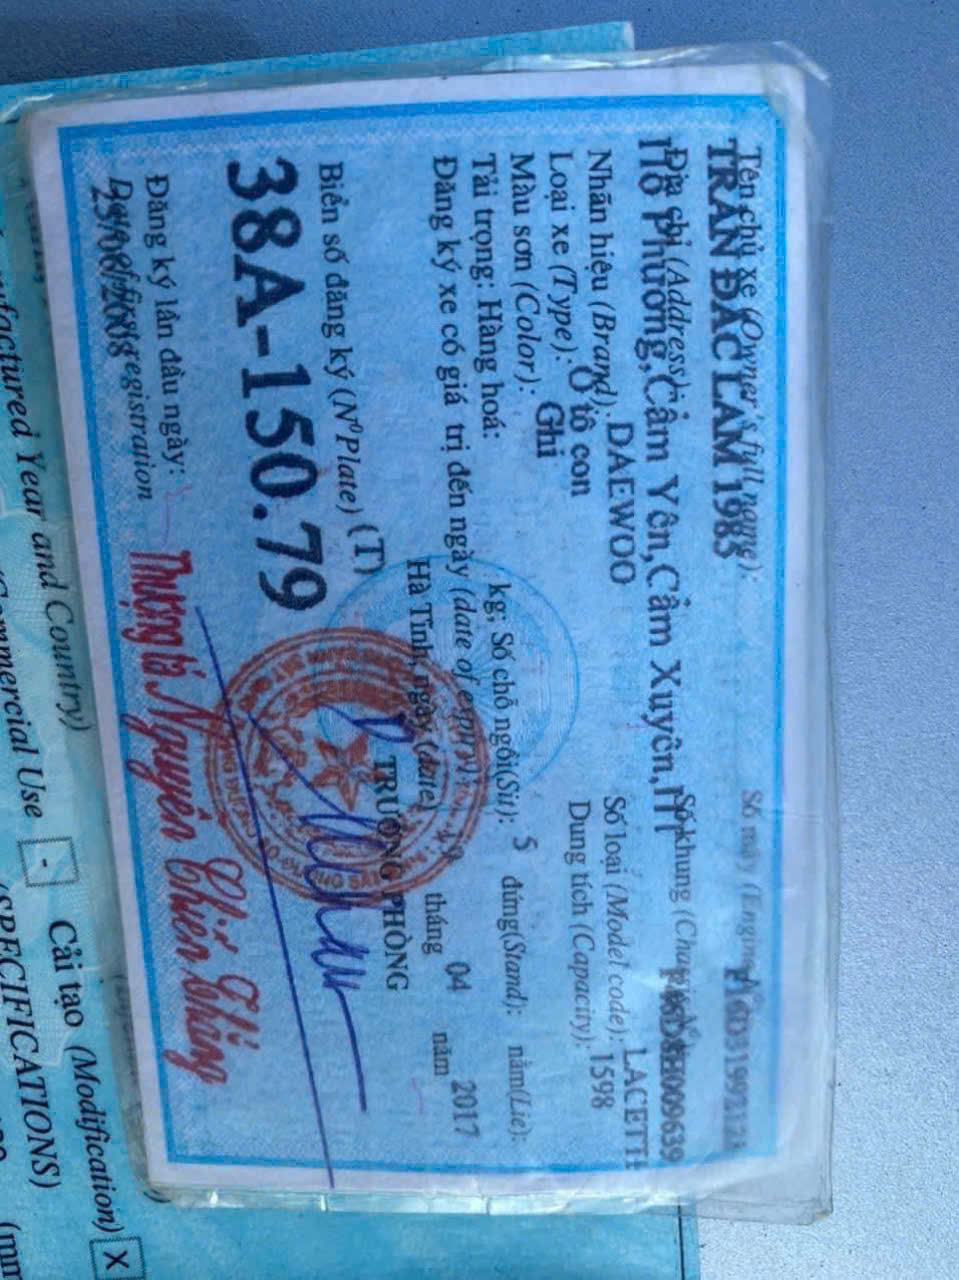 Tên chủ xe (Owner's full name):
TRẦN ĐẮC LAM 1983
Số máy (Engine N°):
Địa chỉ (Address):
Phương, Cẩm Yên, Cẩm Xuyên, HT
Số khung (Chassis N°):
Nhãn hiệu (Brand): DAEWOO
Số loại (Model code): LACETTI
Loại xe (Type): Ô tô con
Dung tích (Capacity): 1598
Màu sơn (Color): Ghi
Tải trọng: Hàng hoá: kg; Số chỗ ngồi(Sit): 5 đứng(Stand): nằm(Lie):
Đăng ký xe có giá trị đến ngày (date of expiry)
Hà Tĩnh, ngày (date) tháng 04 năm 2017
Biển số đăng ký (N° Plate) (T)
TRƯỞNG PHÒNG
38A-150.79
Đăng ký lần đầu ngày:
Date of first registration
25/06/2008
Thượng tá Nguyễn
Year and Country)
Commercial Use - Cải tạo (Modification) X
(SPECIFICATIONS)